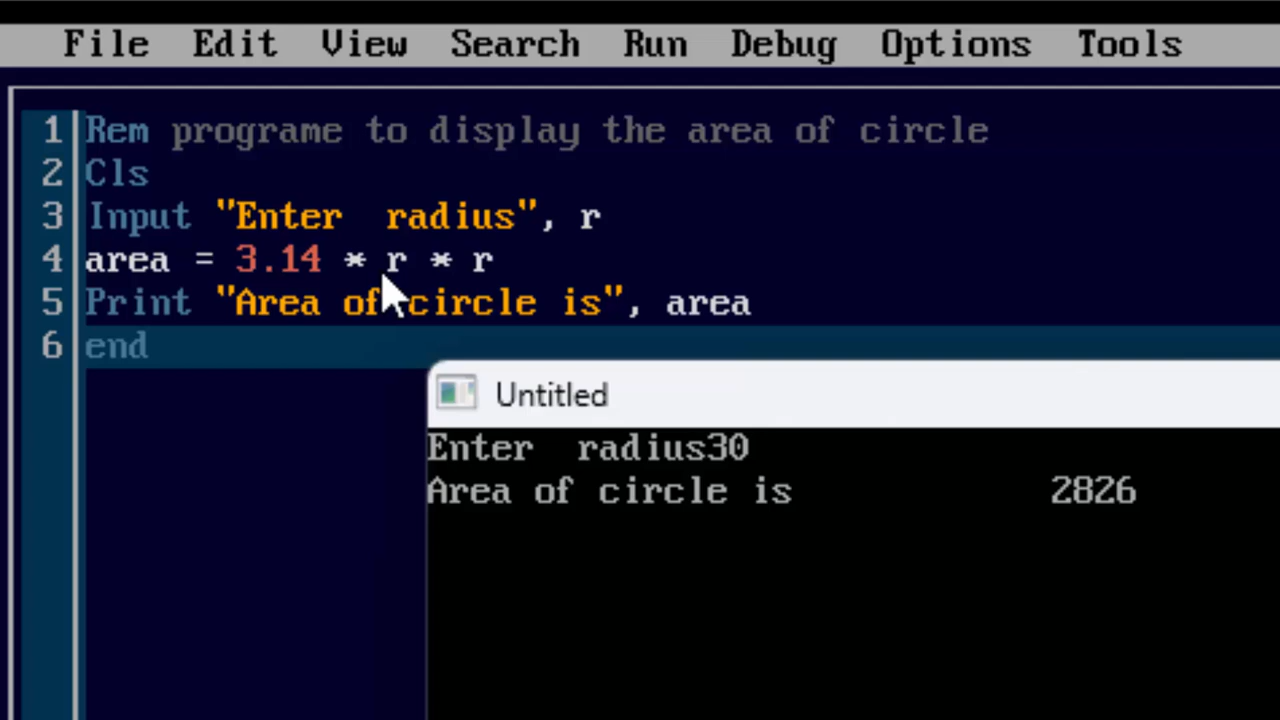 File Edit View Search Run Debug Options Tools
1 Rem programe to display the area of circle
2 Cls
3 Input "Enter  radius", r
4 area = 3.14 * r * r
5 Print "Area of circle is", area
6 end
Untitled
Enter  radius30
Area of circle is 2826